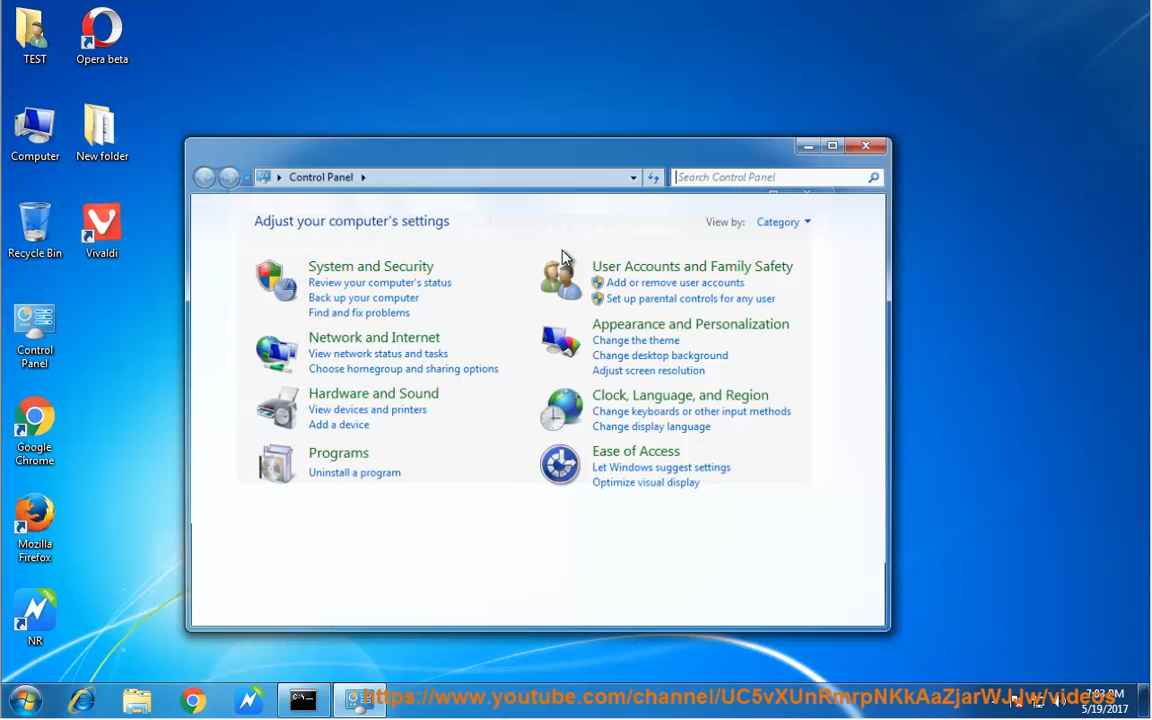 TEST
Opera beta
Computer
New folder
Recycle Bin
Vivaldi
Control
Panel
Google
Chrome
Mozilla
Firefox
NR
Control Panel
Search Control Panel
Adjust your computer's settings
View by: Category
System and Security
Review your computer's status
Back up your computer
Find and fix problems
Network and Internet
View network status and tasks
Choose homegroup and sharing options
Hardware and Sound
View devices and printers
Add a device
Programs
Uninstall a program
User Accounts and Family Safety
Add or remove user accounts
Set up parental controls for any user
Appearance and Personalization
Change the theme
Change desktop background
Adjust screen resolution
Clock, Language, and Region
Change keyboards or other input methods
Change display language
Ease of Access
Let Windows suggest settings
Optimize visual display
C:\.
https://www.youtube.com/channel/UC5vXUnRmrpNKkAaZjarWJJw/videos
7:03 PM
5/19/2017